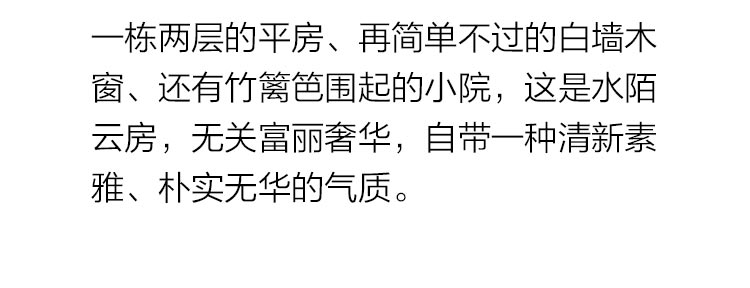 一栋两层的平房、再简单不过的白墙木
窗、还有竹篱笆围起的小院，这是水陌
云房，无关富丽奢华，自带一种清新素
雅、朴实无华的气质。